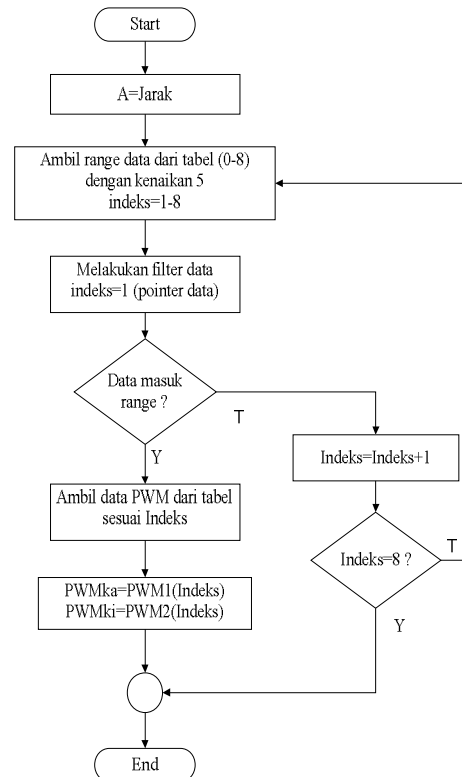 Start
A=Jarak
Ambil range data dari tabel (0-8)
dengan kenaikan 5
indeks=1-8
Melakukan filter data
indeks=1 (pointer data)
Data masuk
range ?
T
Y
Indeks=Indeks+1
Ambil data PWM dari tabel
sesuai Indeks
Indeks=8 ?
T
Y
PWMka=PWM1(Indeks)
PWMki=PWM2(Indeks)
End